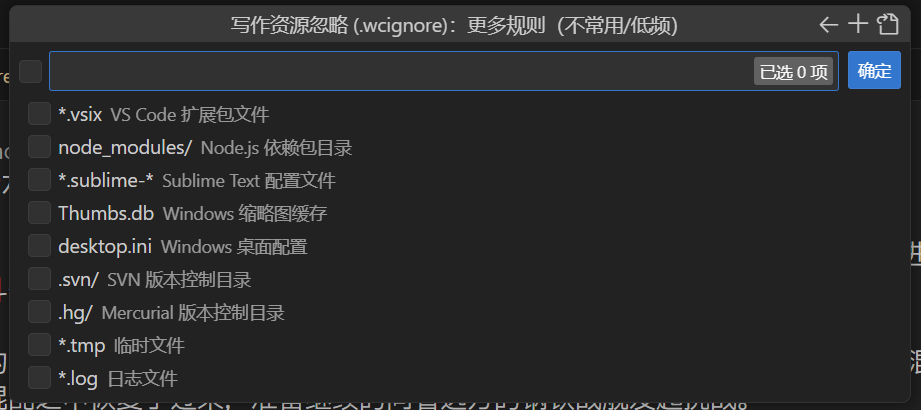 写作资源忽略 (.wcignore)：更多规则（不常用/低频）
已选 0 项
确定
*.vsix VS Code 扩展包文件
node_modules/ Node.js 依赖包目录
*.sublime-* Sublime Text 配置文件
Thumbs.db Windows 缩略图缓存
desktop.ini Windows 桌面配置
.svn/ SVN 版本控制目录
.hg/ Mercurial 版本控制目录
*.tmp 临时文件
*.log 日志文件